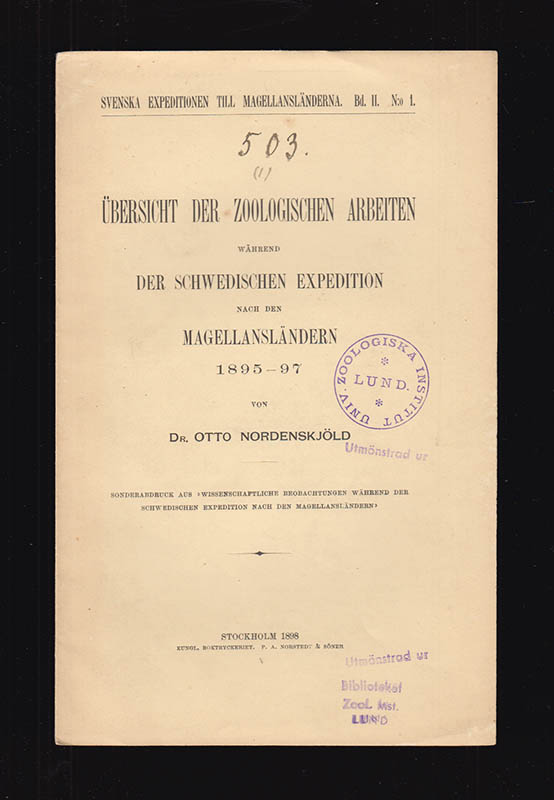 SVENSKA EXPEDITIONEN TILL MAGELLANSLÄNDERNA. Bd. II. N:o 1.
503.
(1)
ÜBERSICHT DER ZOOLOGISCHEN ARBEITEN
WÄHREND
DER SCHWEDISCHEN EXPEDITION
NACH DEN
MAGELLANSLÄNDERN
1895–97
VON
DR. OTTO NORDENSKJÖLD
UNIV. ZOOLOGISKA INSTITUT
LUND.
Utmönstrad ur
SONDERABDRUCK AUS »WISSENSCHAFTLICHE BEOBACHTUNGEN WÄHREND DER
SCHWEDISCHEN EXPEDITION NACH DEN MAGELLANSLÄNDERN»
STOCKHOLM 1898
KUNGL. BOKTRYCKERIET. P. A. NORSTEDT & SÖNER
Utmönstrad ur
Biblioteket
Zool. Inst.
LUND